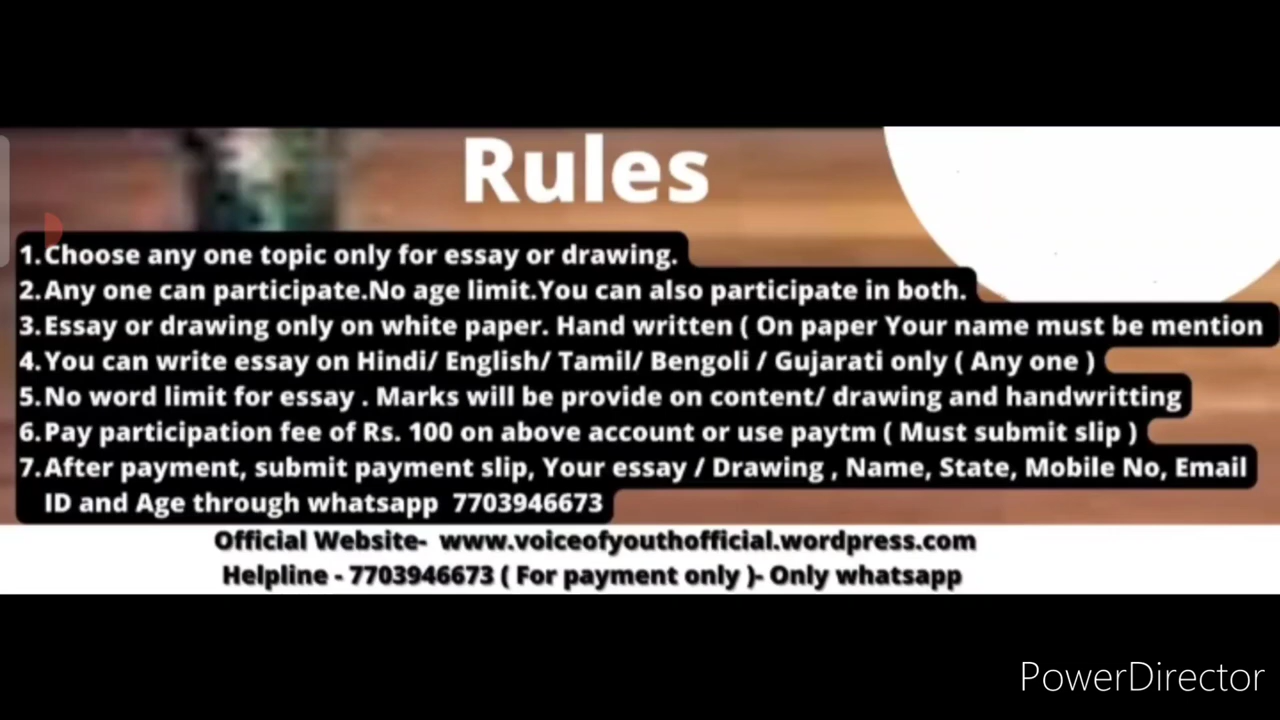 Rules
1. Choose any one topic only for essay or drawing.
2. Any one can participate.No age limit.You can also participate in both.
3. Essay or drawing only on white paper. Hand written ( On paper Your name must be mention
4. You can write essay on Hindi/ English/ Tamil/ Bengoli / Gujarati only ( Any one )
5. No word limit for essay . Marks will be provide on content/ drawing and handwritting
6. Pay participation fee of Rs. 100 on above account or use paytm ( Must submit slip )
7. After payment, submit payment slip, Your essay / Drawing , Name, State, Mobile No, Email
ID and Age through whatsapp 7703946673
Official Website- www.voiceofyouthofficial.wordpress.com
Helpline - 7703946673 ( For payment only )- Only whatsapp
PowerDirector